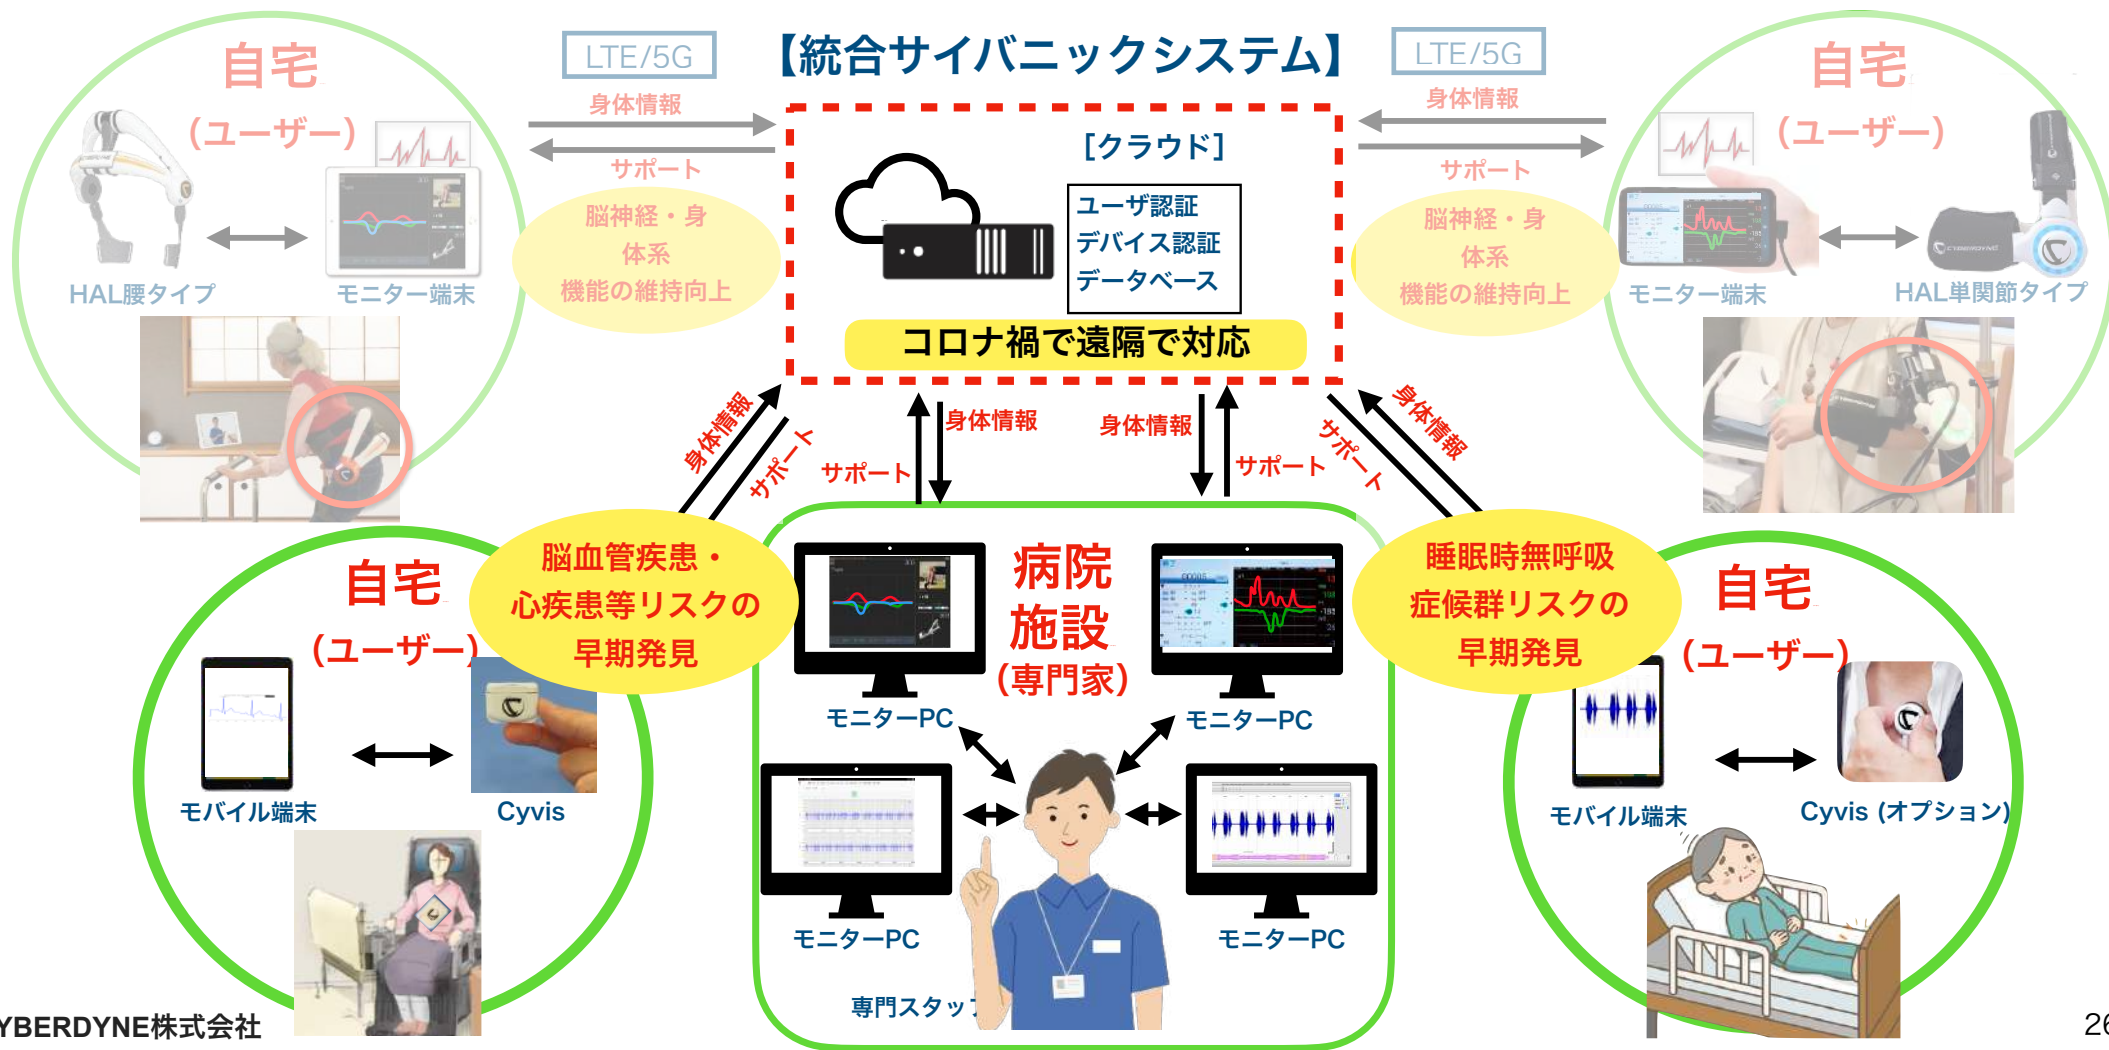 【統合サイバニックシステム】
自宅
(ユーザー)
HAL腰タイプ
モニター端末
LTE/5G
身体情報
サポート
脳神経・身
体系
機能の維持向上
[クラウド]
ユーザ認証
デバイス認証
データベース
コロナ禍で遠隔で対応
LTE/5G
身体情報
サポート
脳神経・身
体系
機能の維持向上
自宅
(ユーザー)
モニター端末
HAL単関節タイプ
身体情報
サポート
サポート
身体情報
身体情報
サポート
サポート
身体情報
自宅
(ユーザー)
脳血管疾患・
心疾患等リスクの
早期発見
モバイル端末
Cyvis
病院
施設
(専門家)
モニターPC
モニターPC
モニターPC
モニターPC
専門スタッフ
睡眠時無呼吸
症候群リスクの
早期発見
自宅
(ユーザー)
モバイル端末
Cyvis (オプション)
YBERDYNE株式会社
26